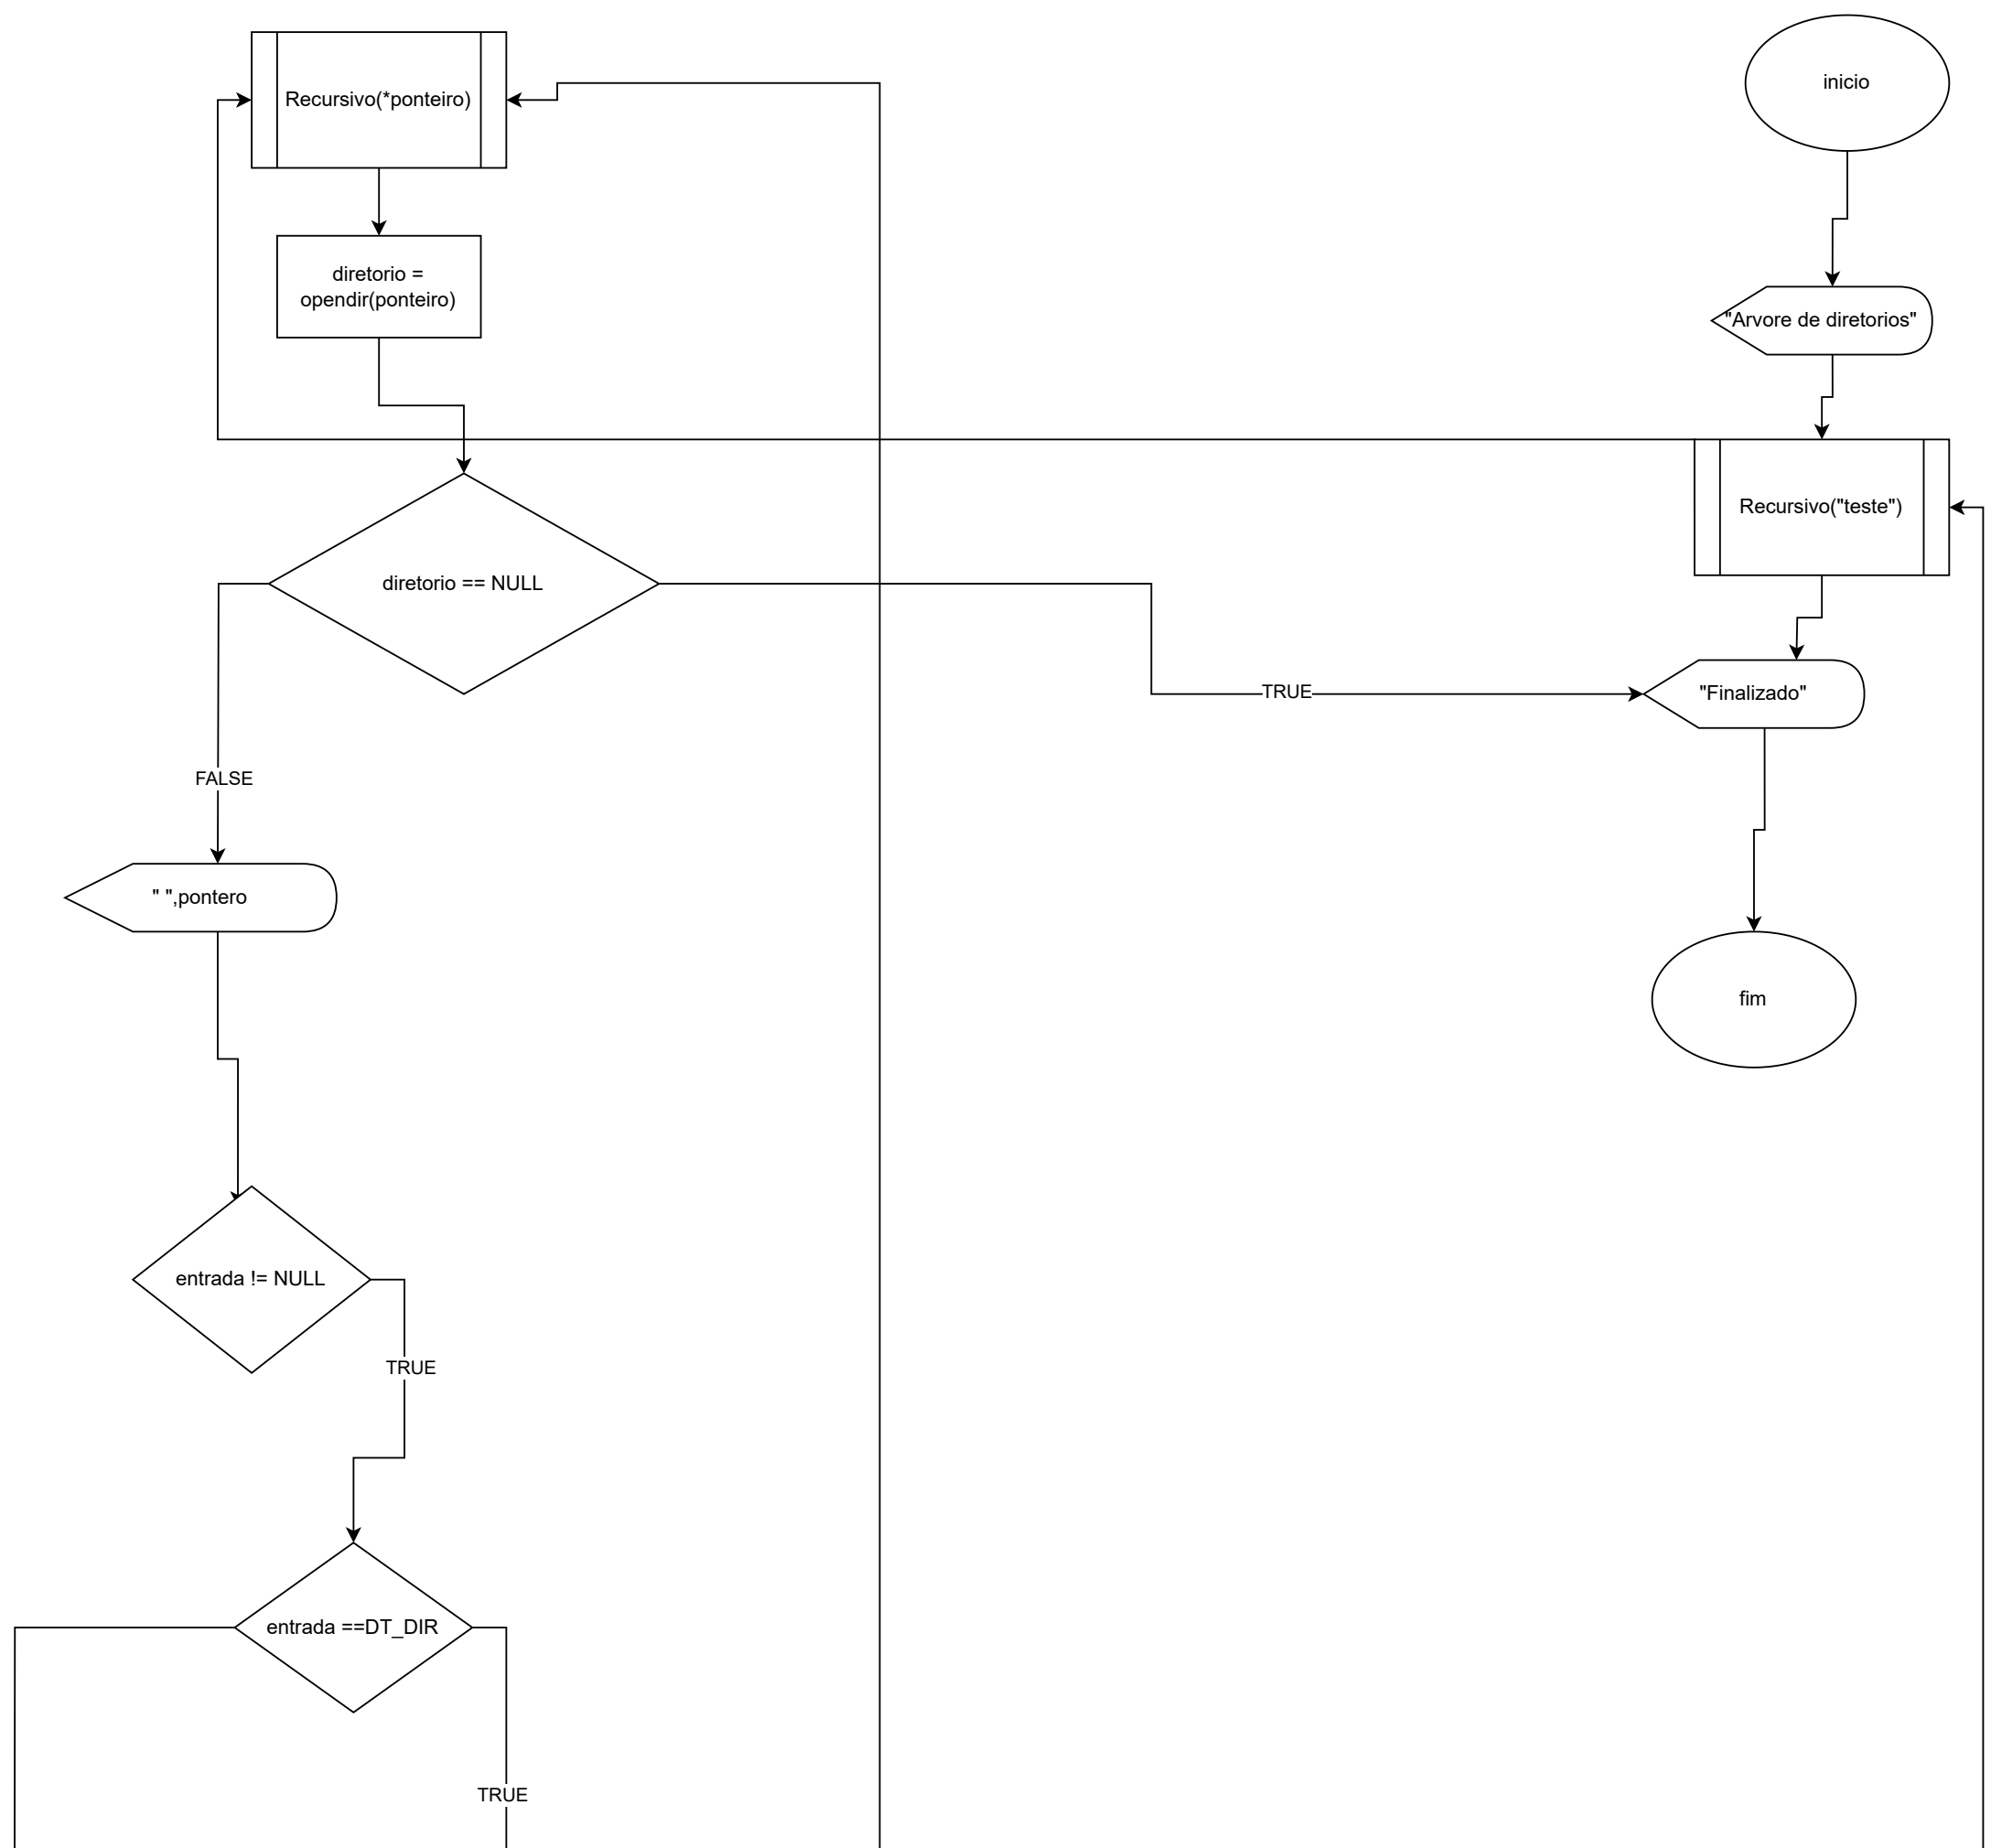 Recursivo(*ponteiro)
diretorio =
opendir(ponteiro)
diretorio == NULL
FALSE
TRUE
" ",pontero
entrada != NULL
TRUE
entrada ==DT_DIR
TRUE
inicio
"Arvore de diretorios"
Recursivo("teste")
"Finalizado"
fim